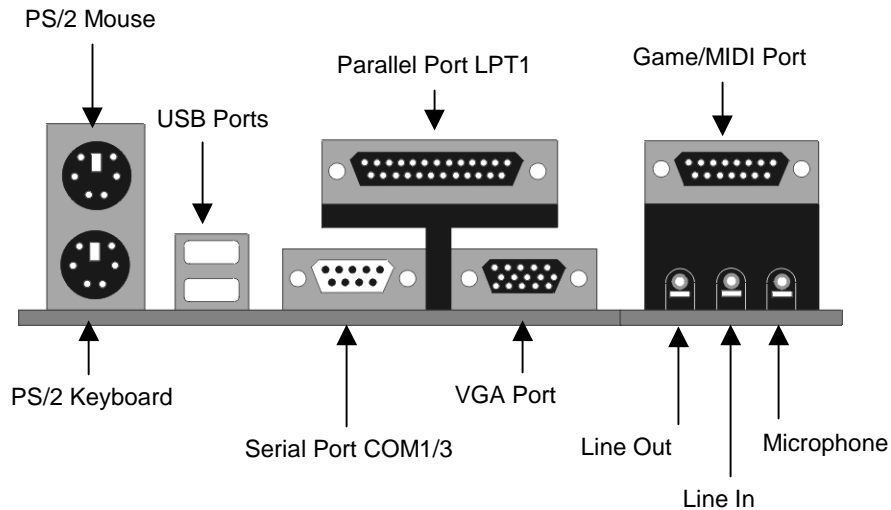 PS/2 Mouse
Parallel Port LPT1
Game/MIDI Port
USB Ports
PS/2 Keyboard
VGA Port
Serial Port COM1/3
Line Out
Microphone
Line In